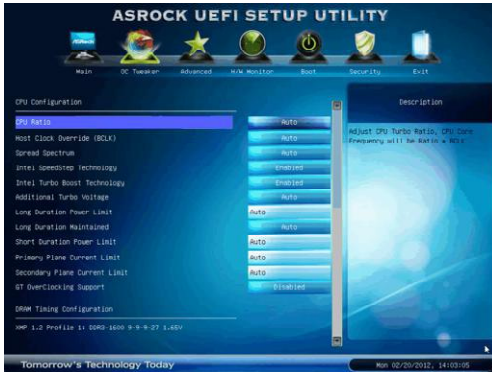 ASROCK UEFI SETUP UTILITY
Main OC Tweaker Advanced H/W Monitor Boot Security Exit
CPU Configuration
CPU Ratio Auto
Host Clock Override (BCLK) Auto
Spread Spectrum Auto
Intel SpeedStep Technology Enabled
Intel Turbo Boost Technology Enabled
Additional Turbo Voltage Auto
Long Duration Power Limit Auto
Long Duration Maintained Auto
Short Duration Power Limit Auto
Primary Plane Current Limit Auto
Secondary Plane Current Limit Auto
GT OverClocking Support Disabled
DRAM Timing Configuration
XMP 1.2 Profile 1: DDR3-1600 9-9-9-27 1.65V
Description
Adjust CPU Turbo Ratio, CPU Core
Frequency will be Ratio x BCLK
Tomorrow's Technology Today
Mon 02/20/2012, 14:03:05